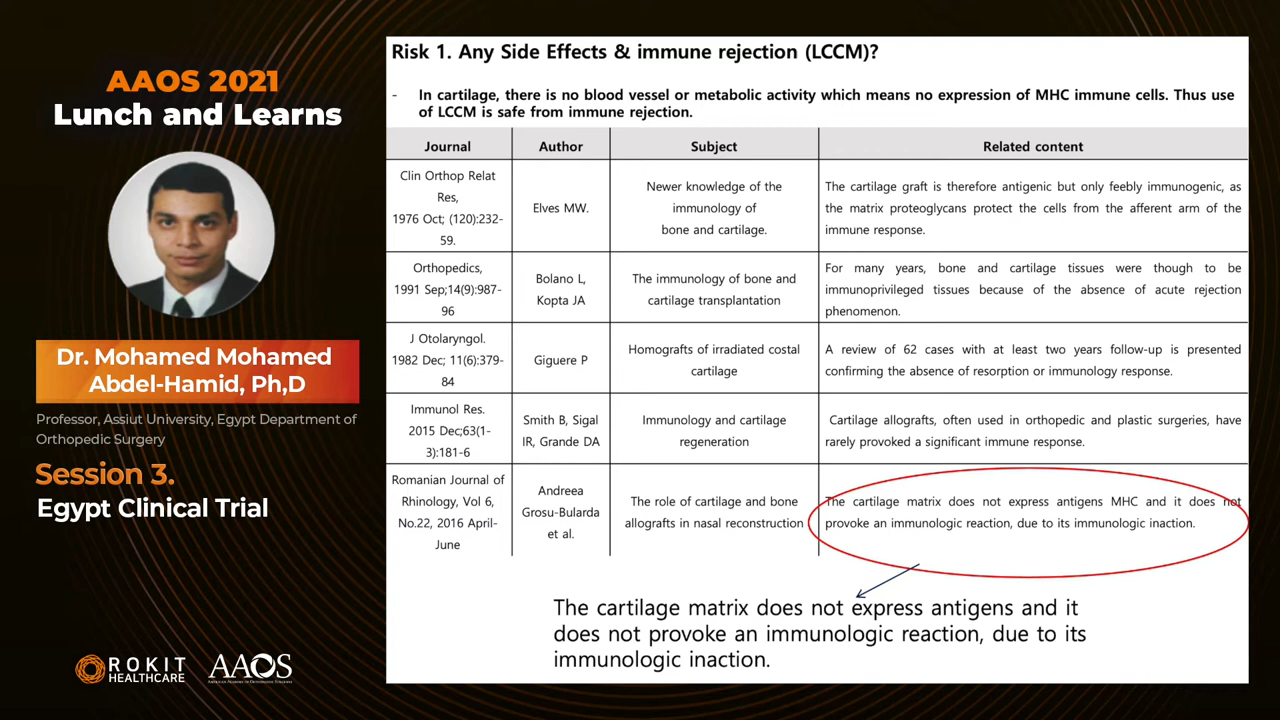 AAOS 2021
Lunch and Learns
Dr. Mohamed Mohamed
Abdel-Hamid, Ph,D
Professor, Assiut University, Egypt Department of
Orthopedic Surgery
Session 3.
Egypt Clinical Trial
ROKIT
HEALTHCARE
AAOS
AMERICAN ACADEMY OF ORTHOPAEDIC SURGEONS
Risk 1. Any Side Effects & immune rejection (LCCM)?
- In cartilage, there is no blood vessel or metabolic activity which means no expression of MHC immune cells. Thus use
of LCCM is safe from immune rejection.
Journal Author Subject Related content
Clin Orthop Relat
Res,
1976 Oct; (120):232-
59.
Elves MW.
Newer knowledge of the
immunology of
bone and cartilage.
The cartilage graft is therefore antigenic but only feebly immunogenic, as
the matrix proteoglycans protect the cells from the afferent arm of the
immune response.
Orthopedics,
1991 Sep;14(9):987-
96
Bolano L,
Kopta JA
The immunology of bone and
cartilage transplantation
For many years, bone and cartilage tissues were though to be
immunoprivileged tissues because of the absence of acute rejection
phenomenon.
J Otolaryngol.
1982 Dec; 11(6):379-
84
Giguere P
Homografts of irradiated costal
cartilage
A review of 62 cases with at least two years follow-up is presented
confirming the absence of resorption or immunology response.
Immunol Res.
2015 Dec;63(1-
3):181-6
Smith B, Sigal
IR, Grande DA
Immunology and cartilage
regeneration
Cartilage allografts, often used in orthopedic and plastic surgeries, have
rarely provoked a significant immune response.
Romanian Journal of
Rhinology, Vol 6,
No.22, 2016 April-
June
Andreea
Grosu-Bularda
et al.
The role of cartilage and bone
allografts in nasal reconstruction
The cartilage matrix does not express antigens MHC and it does not
provoke an immunologic reaction, due to its immunologic inaction.
The cartilage matrix does not express antigens and it
does not provoke an immunologic reaction, due to its
immunologic inaction.